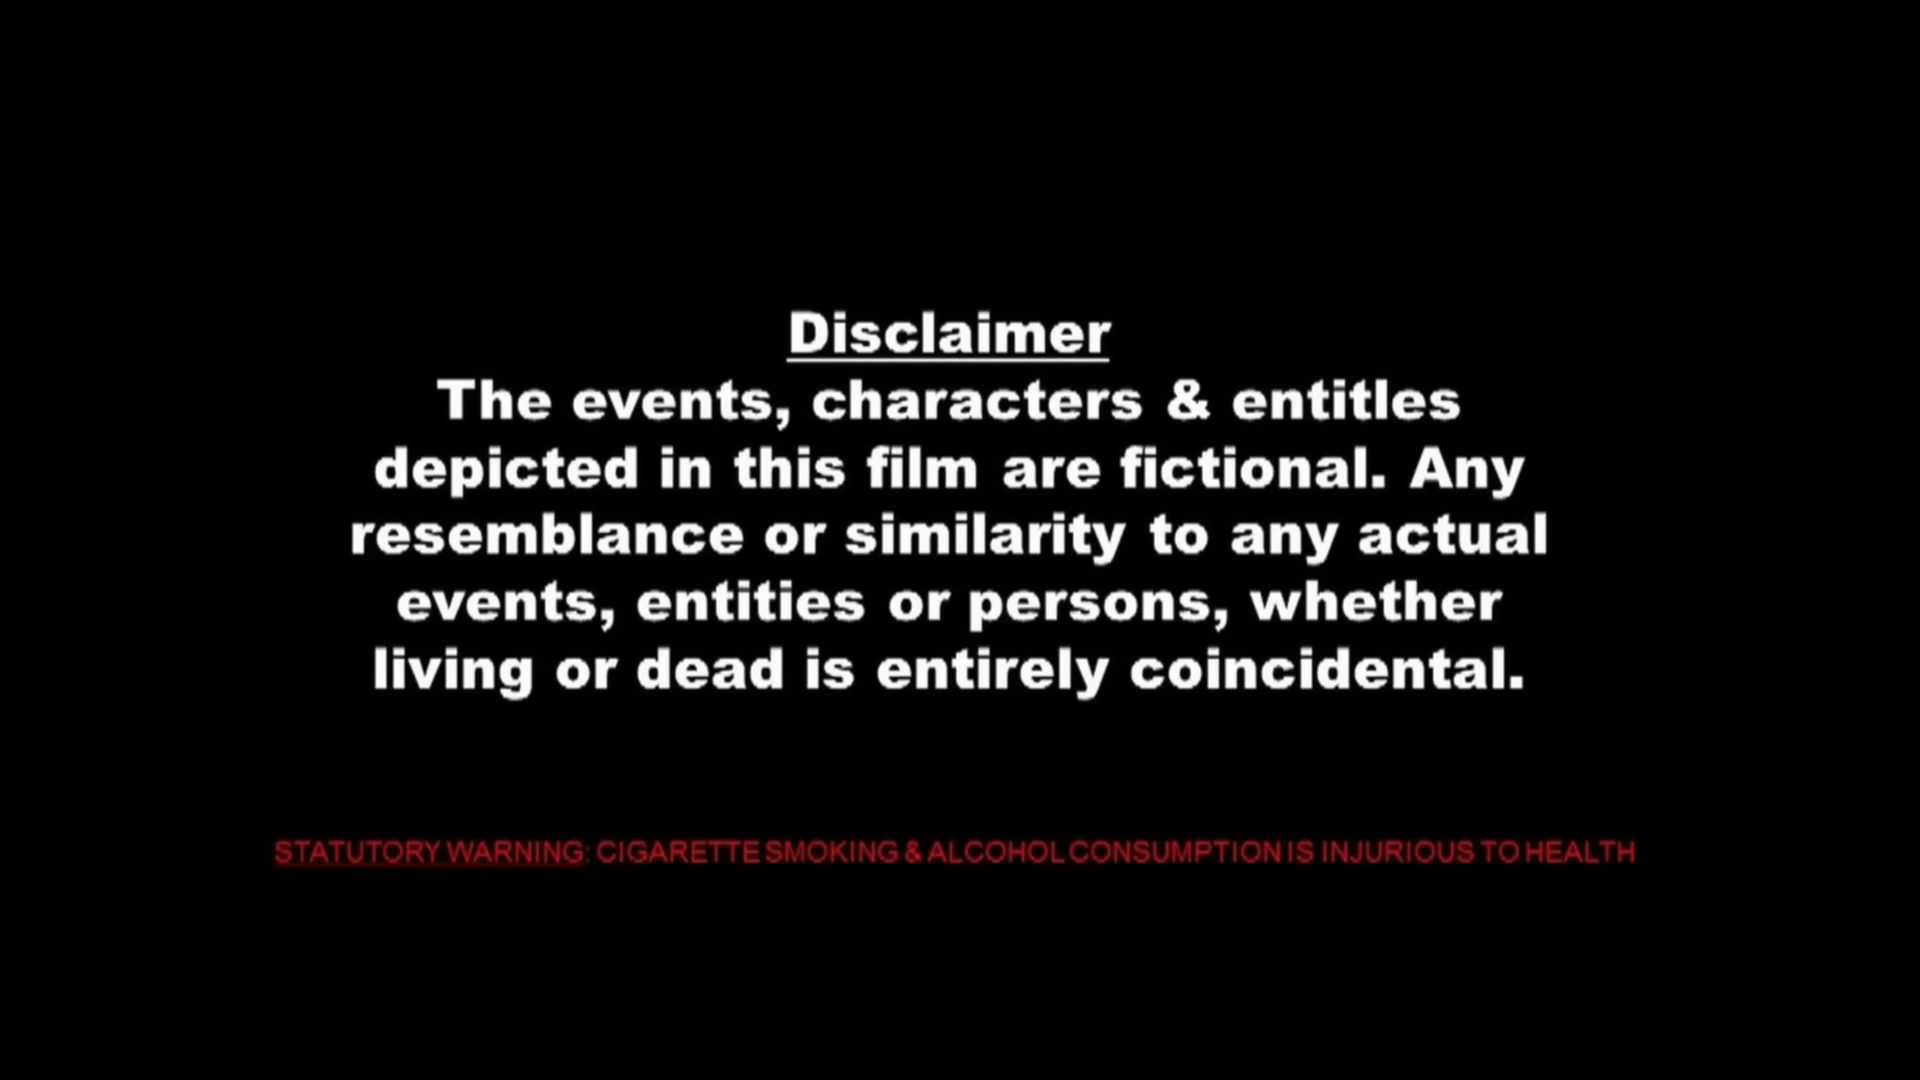 Disclaimer
The events, characters & entitles
depicted in this film are fictional. Any
resemblance or similarity to any actual
events, entities or persons, whether
living or dead is entirely coincidental.
STATUTORY WARNING: CIGARETTE SMOKING & ALCOHOL CONSUMPTION IS INJURIOUS TO HEALTH